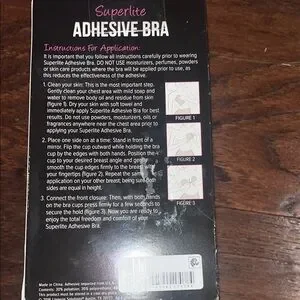 Superlite
ADHESIVE BRA
Instructions For Application:
It is important that you follow all instructions carefully prior to wearing
Superlite Adhesive Bra. DO NOT USE moisturizers, perfumes, powders
or skin care products where the bra will be applied prior to use, as
this reduces the effectiveness of the adhesive.
1. Clean your skin: This is the most important step.
Gently clean your chest area with mild soap and
water to remove body oil and residue from skin
(figure 1). Dry your skin with soft towel and
immediately apply Superlite Adhesive Bra for best
results. Do not use powders, moisturizers, oils or
fragrances anywhere near the chest area prior to
applying your Superlite Adhesive Bra.
FIGURE 1
2. Place one side on at a time: Stand in front of a
mirror. Flip the cup outward while holding the bra
cup by the edges with both hands. Position the
cup to your desired breast angle and gently
smooth the cup edges firmly to the breast with
your fingertips (figure 2). Repeat the same
application on your other breast, being sure both
sides are equal in height.
FIGURE 2
3. Connect the front closure: Then, with both hands
on the bra cups press firmly for a few seconds to
secure the hold (figure 3). Now you are ready to
enjoy the total freedom and comfort of your
Superlite Adhesive Bra.
FIGURE 3
Made in China. Adhesive imported from U.S.A.